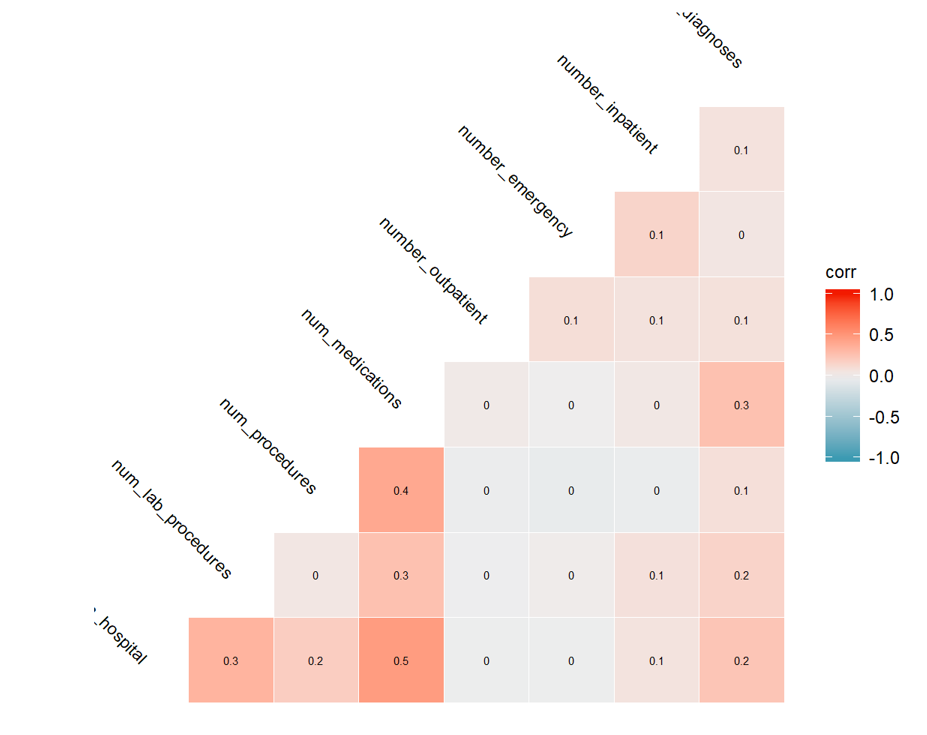 _diagnoses
number_inpatient
0.1
number_emergency
0.1 0
number_outpatient
0.1 0.1 0.1
num_medications
0 0 0 0.3
num_procedures
0.4 0 0 0 0.1
num_lab_procedures
0 0.3 0 0 0.1 0.2
_hospital
0.3 0.2 0.5 0 0 0.1 0.2
corr
1.0
0.5
0.0
-0.5
-1.0